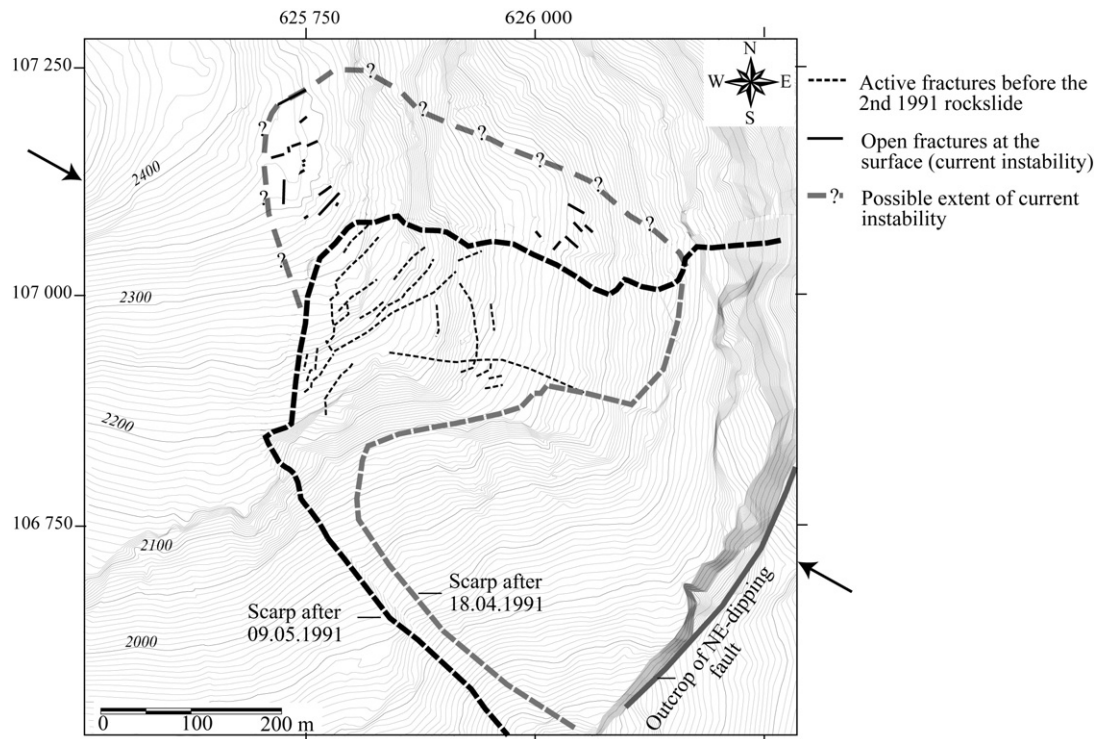 625 750
626 000
107 250
107 000
106 750
N
W
E
S
Active fractures before the
2nd 1991 rockslide
Open fractures at the
surface (current instability)
?
Possible extent of current
instability
?
?
?
?
?
?
?
?
?
?
?
2400
2300
2200
2100
2000
Scarp after
18.04.1991
Scarp after
09.05.1991
Outcrop of NE-dipping
fault
0
100
200 m